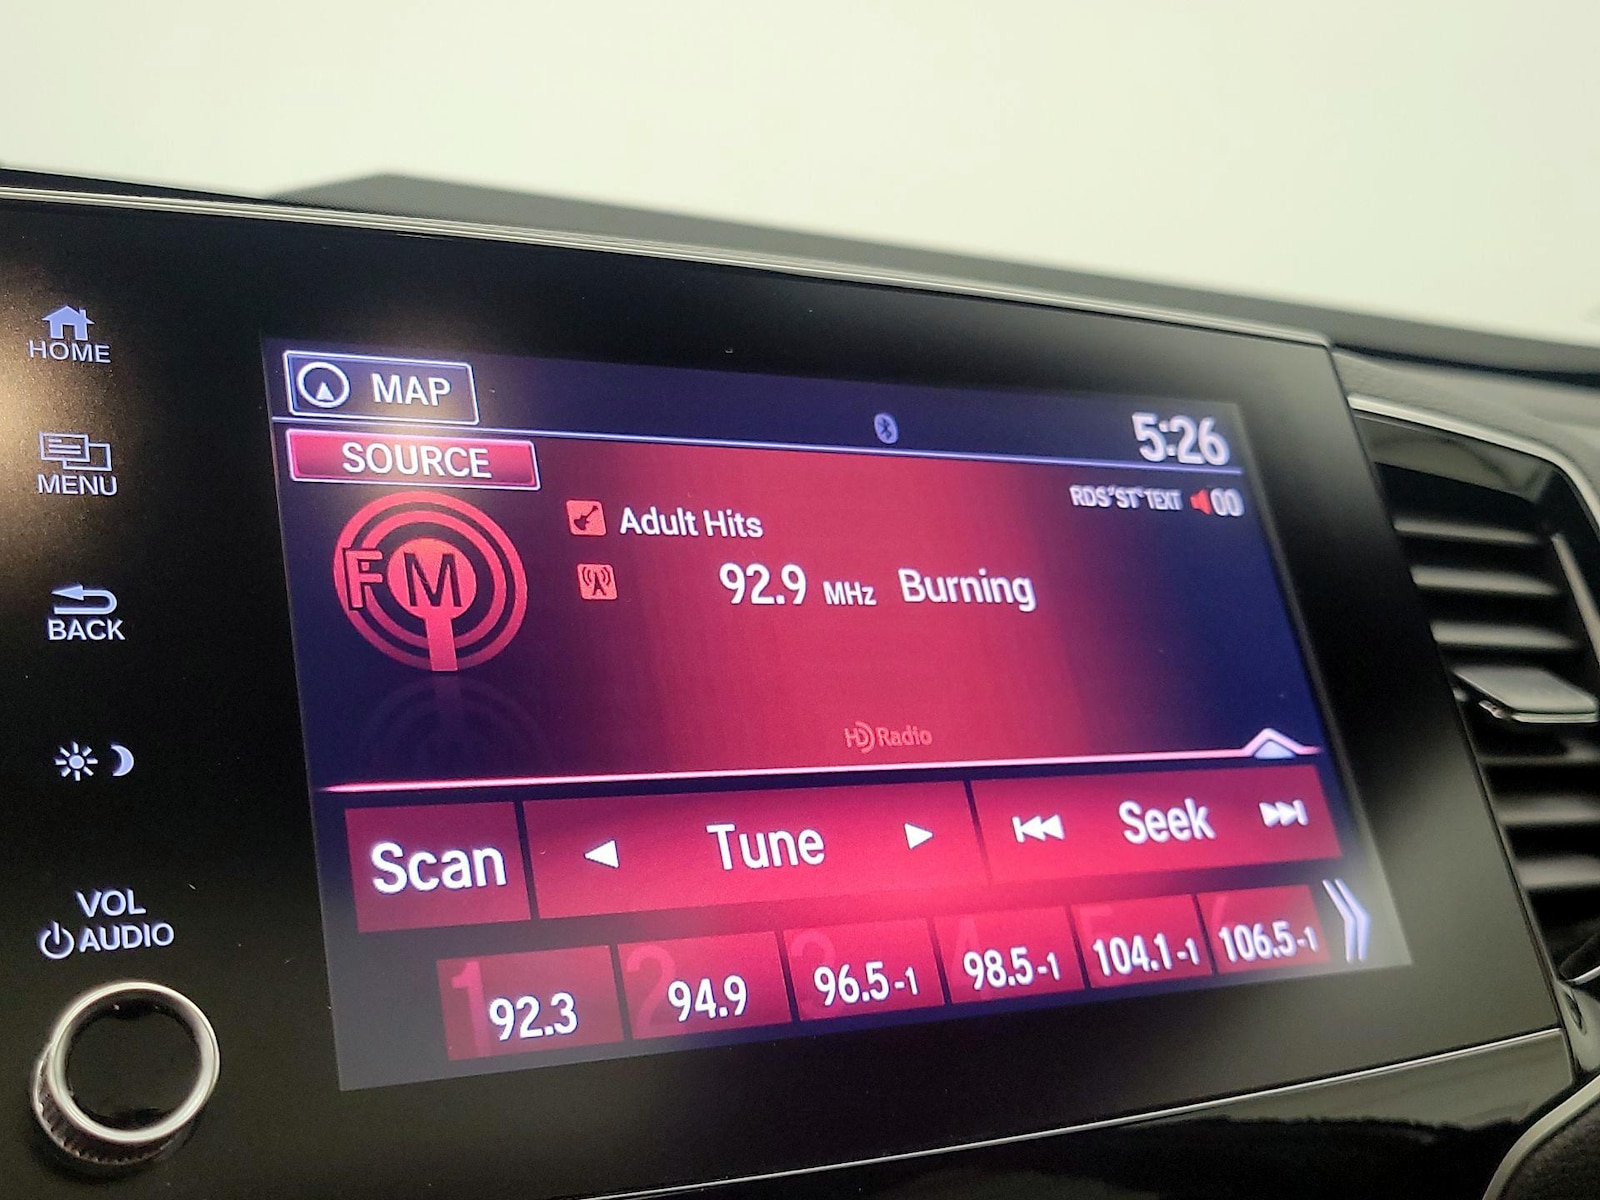 HOME
MENU
BACK
VOL
AUDIO
MAP
5:26
SOURCE
RDS ST TEXT 00
FM
Adult Hits
92.9 MHz Burning
HD Radio
Scan
Tune
Seek
1 92.3
2 94.9
3 96.5-1
4 98.5-1
5 104.1-1
6 106.5-1